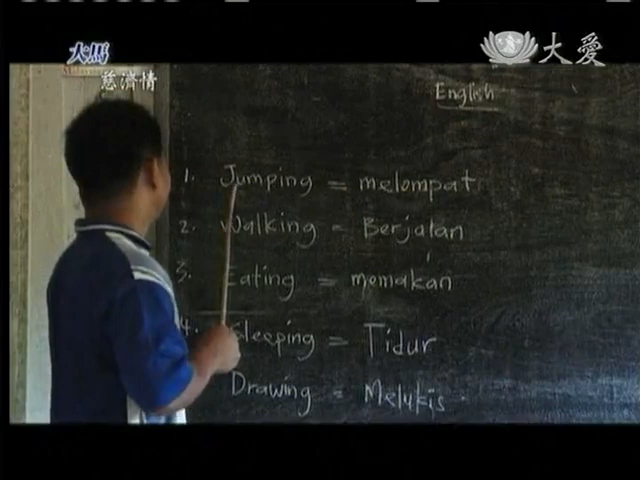 大馬
慈濟情
大愛
English
1. Jumping = melompat
2. Walking = Berjalan
3. Eating = memakan
4. Sleeping = Tidur
Drawing = Melukis